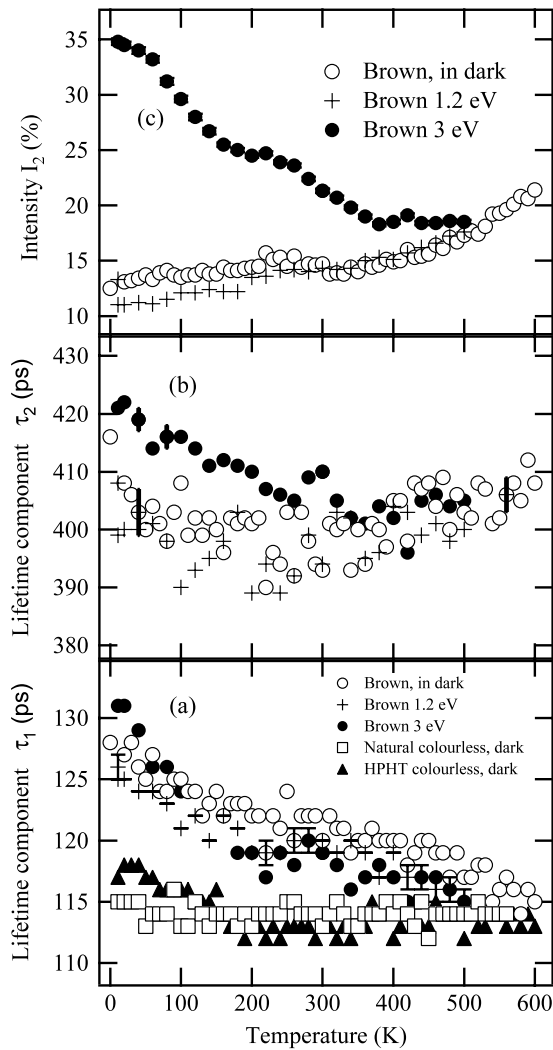 35
30
25
20
15
10
Intensity I2 (%)
(c)
Brown, in dark
Brown 1.2 eV
Brown 3 eV
430
420
410
400
390
380
Lifetime component τ2 (ps)
(b)
130
125
120
115
110
Lifetime component τ1 (ps)
(a)
Brown, in dark
Brown 1.2 eV
Brown 3 eV
Natural colourless, dark
HPHT colourless, dark
0 100 200 300 400 500 600
Temperature (K)